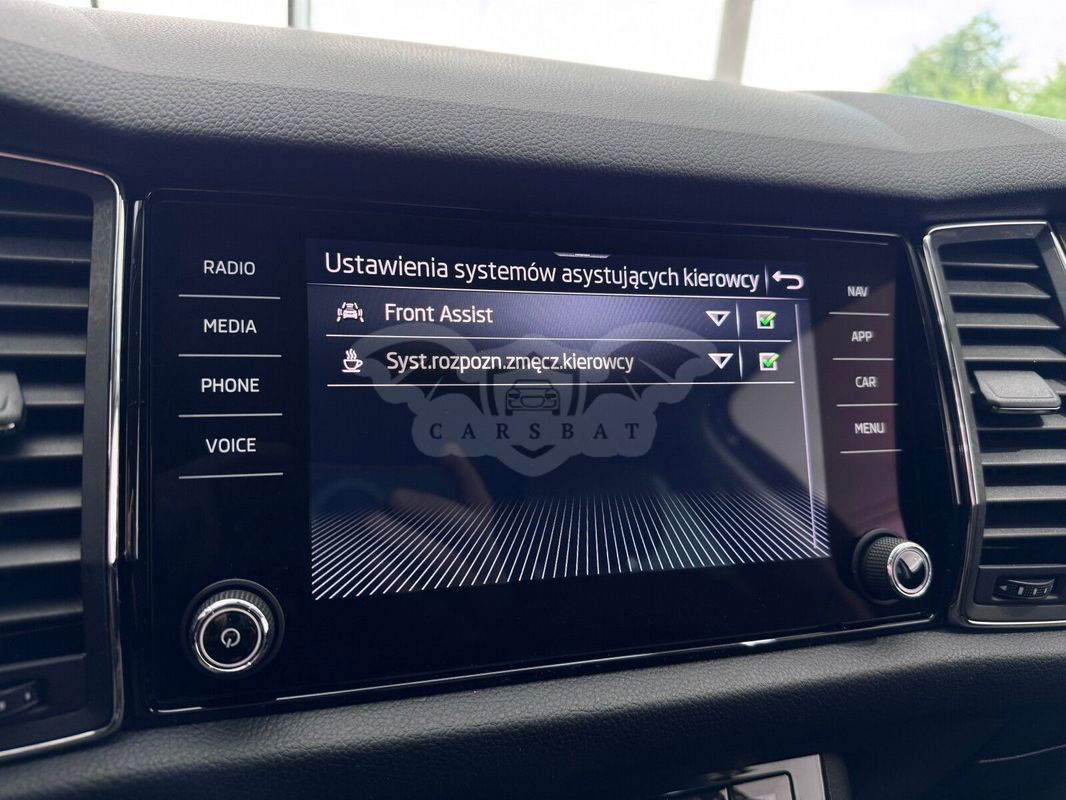 Ustawienia systemów asystujących kierowcy
Front Assist
Syst.rozpozn.zmęcz.kierowcy
RADIO
MEDIA
PHONE
VOICE
NAV
APP
CAR
MENU
CARSBAT